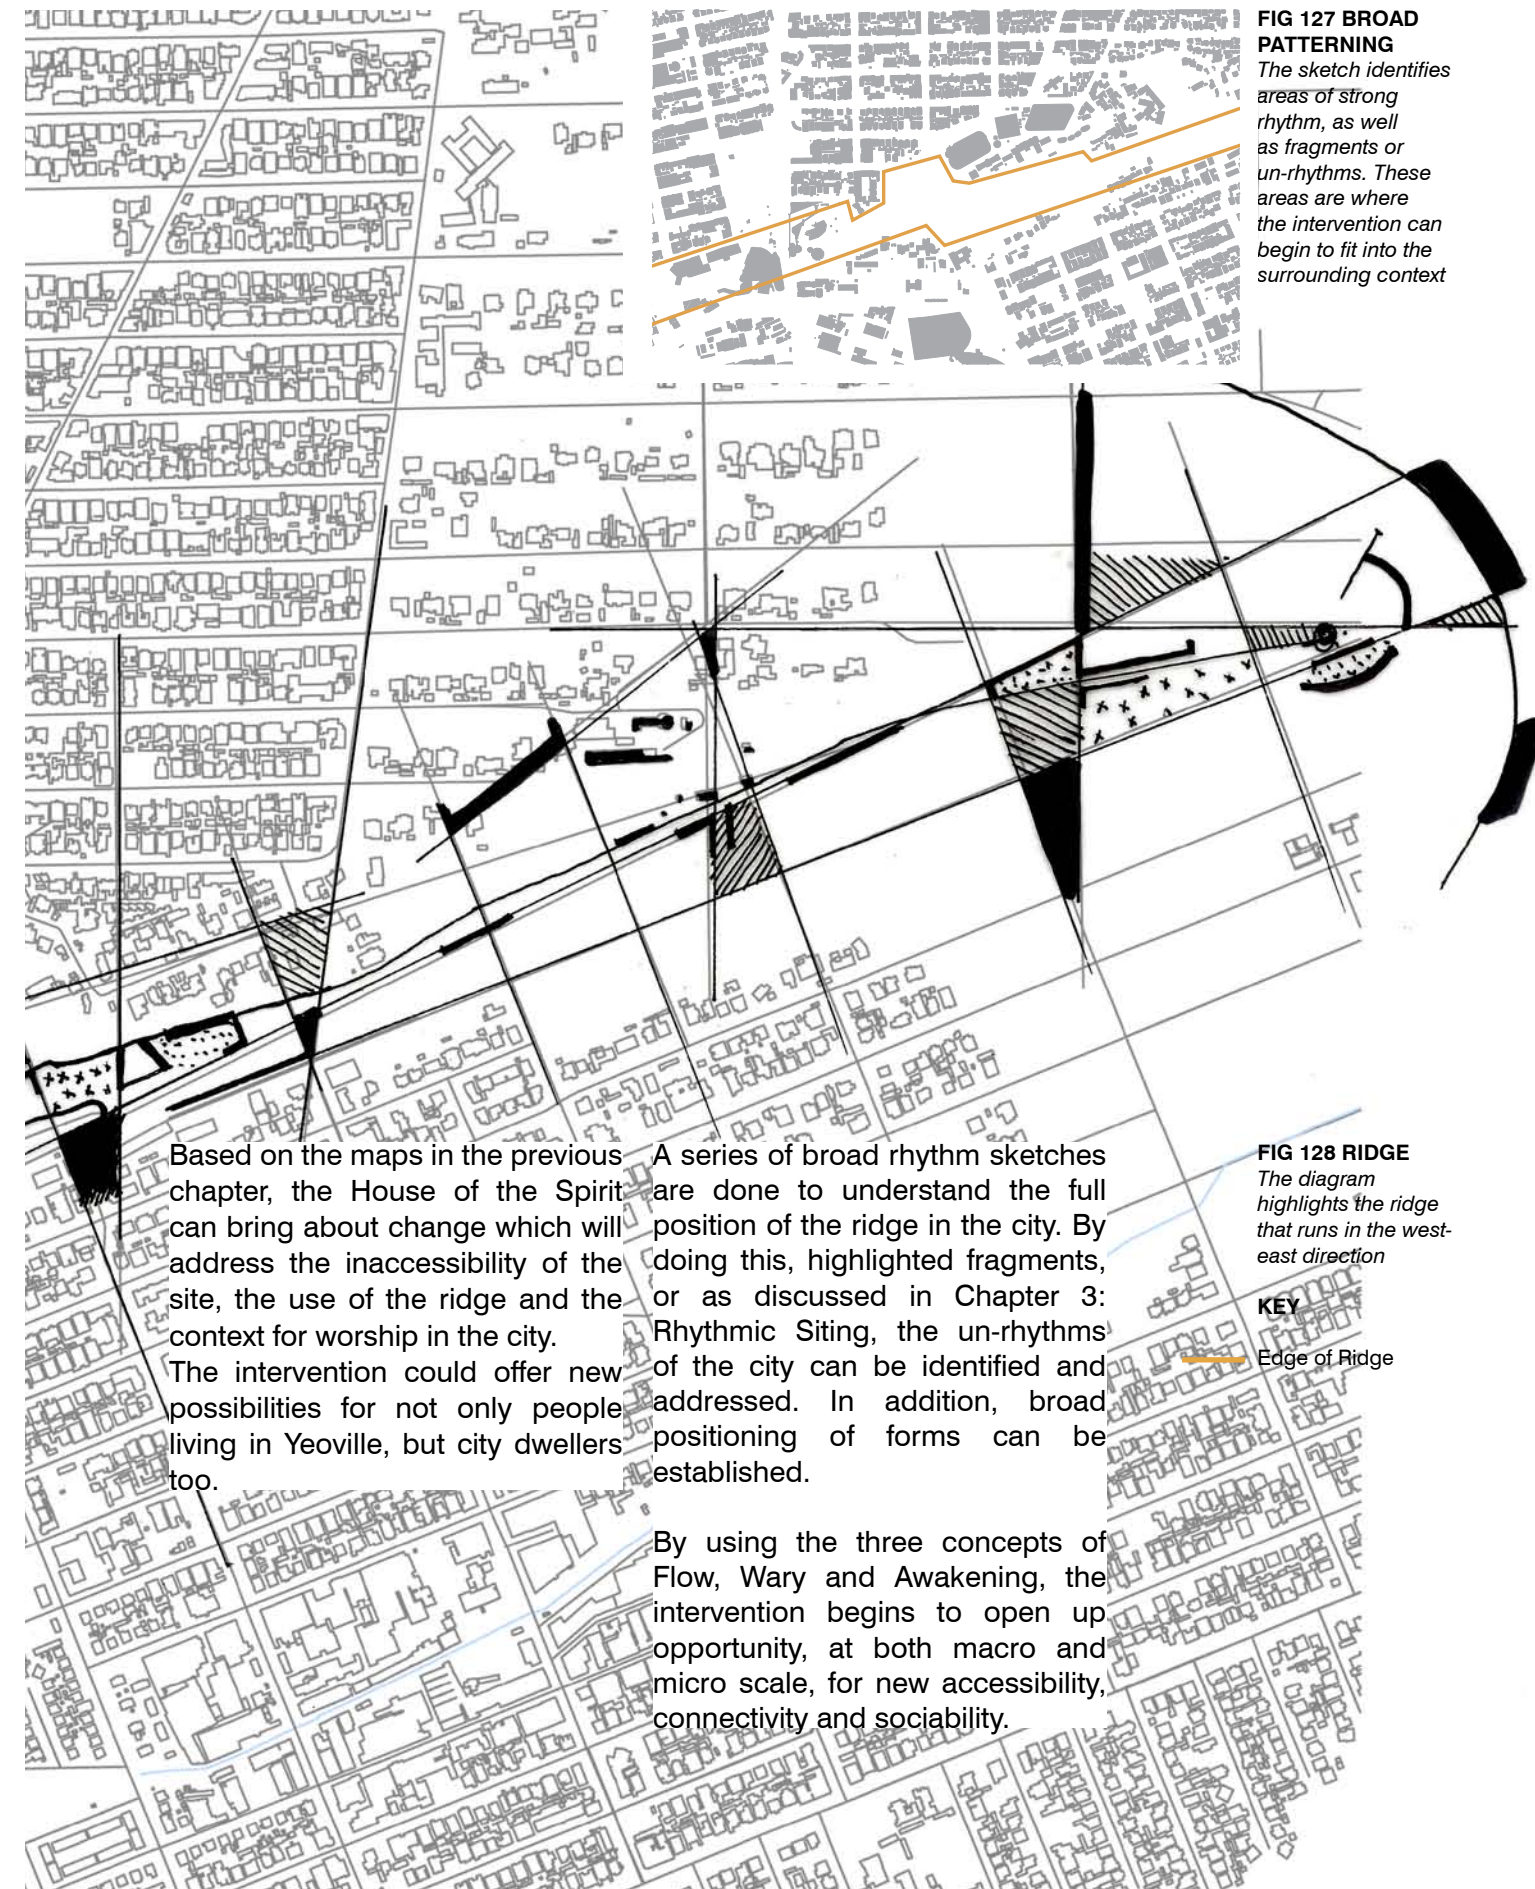 FIG 127 BROAD
PATTERNING
The sketch identifies
areas of strong
rhythm, as well
as fragments or
un-rhythms. These
areas are where
the intervention can
begin to fit into the
surrounding context
Based on the maps in the previous
chapter, the House of the Spirit
can bring about change which will
address the inaccessibility of the
site, the use of the ridge and the
context for worship in the city.
The intervention could offer new
possibilities for not only people
living in Yeoville, but city dwellers
too.
A series of broad rhythm sketches
are done to understand the full
position of the ridge in the city. By
doing this, highlighted fragments,
or as discussed in Chapter 3:
Rhythmic Siting, the un-rhythms
of the city can be identified and
addressed. In addition, broad
positioning of forms can be
established.
By using the three concepts of
Flow, Wary and Awakening, the
intervention begins to open up
opportunity, at both macro and
micro scale, for new accessibility,
connectivity and sociability.
FIG 128 RIDGE
The diagram
highlights the ridge
that runs in the west-
east direction
KEY
Edge of Ridge